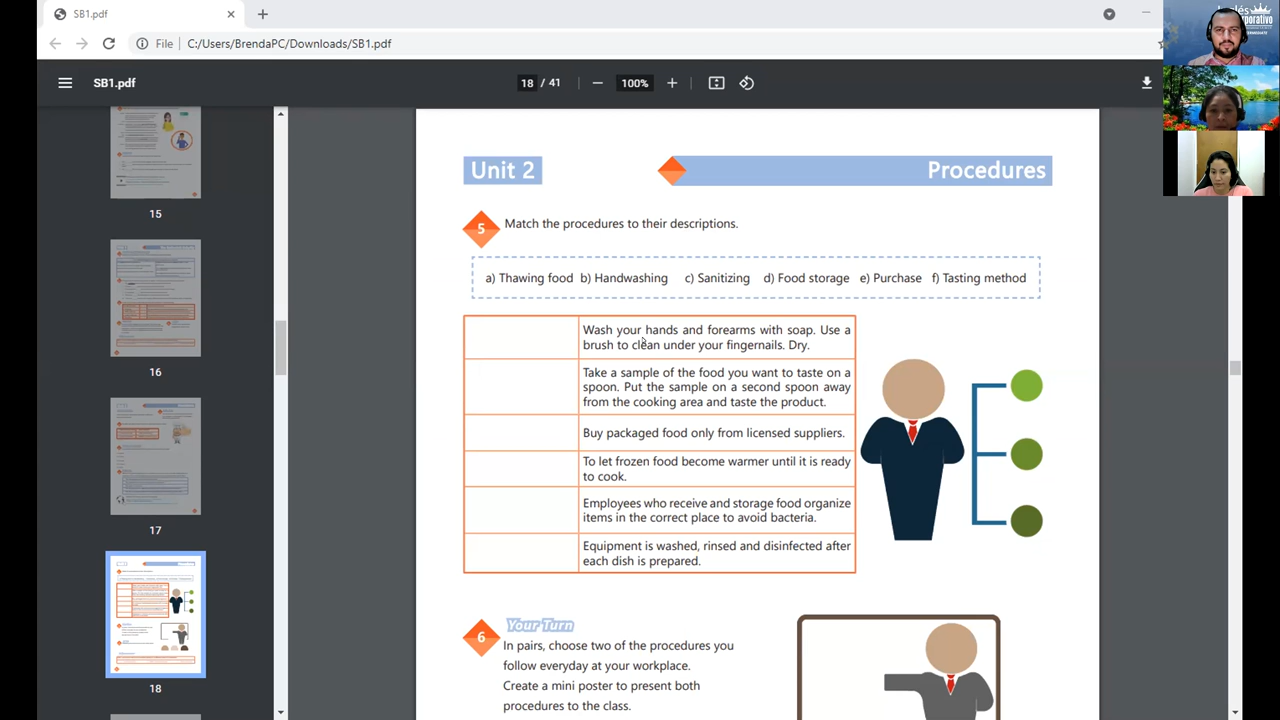 SB1.pdf
File
C:/Users/BrendaPC/Downloads/SB1.pdf
SB1.pdf
18 / 41
100%
15
16
17
18
Unit 2
Procedures
5
Match the procedures to their descriptions.
a) Thawing food b) Handwashing c) Sanitizing d) Food storage e) Purchase f) Tasting method
Wash your hands and forearms with soap. Use a
brush to clean under your fingernails. Dry.
Take a sample of the food you want to taste on a
spoon. Put the sample on a second spoon away
from the cooking area and taste the product.
Buy packaged food only from licensed suppliers.
To let frozen food become warmer until it is ready
to cook.
Employees who receive and storage food organize
items in the correct place to avoid bacteria.
Equipment is washed, rinsed and disinfected after
each dish is prepared.
6
Your Turn
In pairs, choose two of the procedures you
follow everyday at your workplace.
Create a mini poster to present both
procedures to the class.